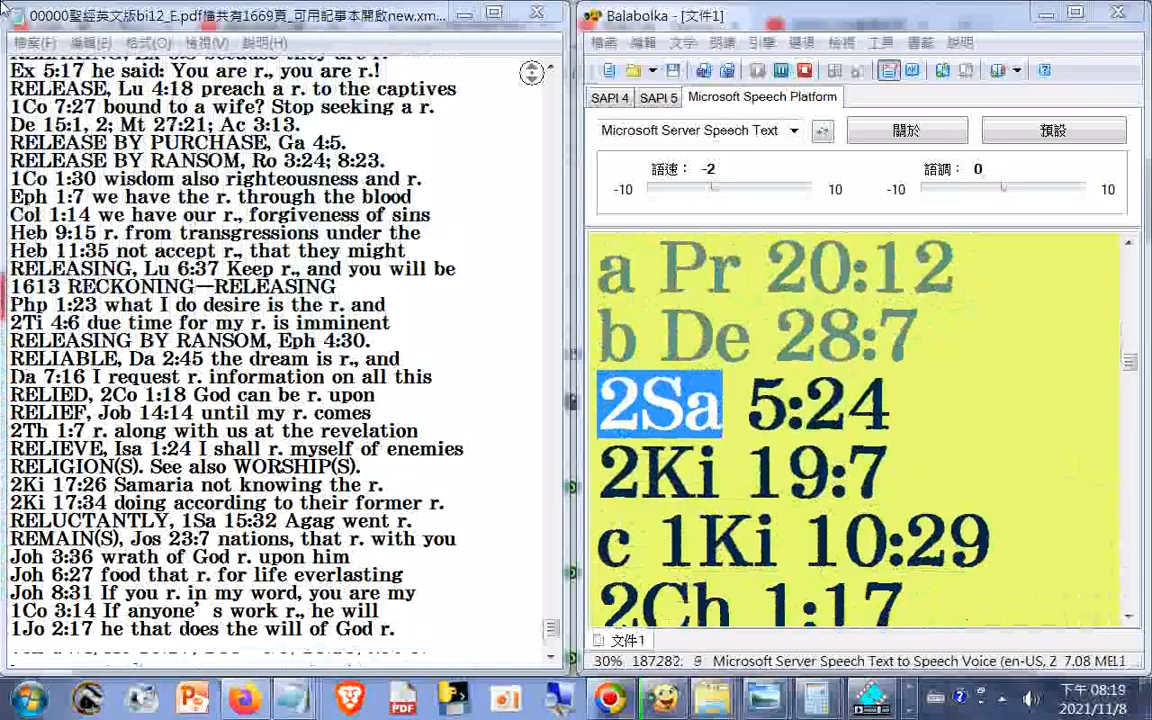 00000聖經英文版bi12_E.pdf檔共有1669頁_可用記事本開啟new.xm...
檔案(F) 編輯(E) 格式(O) 檢視(V) 說明(H)
Ex 5:17 he said: You are r., you are r.!
RELEASE, Lu 4:18 preach a r. to the captives
1Co 7:27 bound to a wife? Stop seeking a r.
De 15:1, 2; Mt 27:21; Ac 3:13.
RELEASE BY PURCHASE, Ga 4:5.
RELEASE BY RANSOM, Ro 3:24; 8:23.
1Co 1:30 wisdom also righteousness and r.
Eph 1:7 we have the r. through the blood
Col 1:14 we have our r., forgiveness of sins
Heb 9:15 r. from transgressions under the
Heb 11:35 not accept r., that they might
RELEASING, Lu 6:37 Keep r., and you will be
1613 RECKONING—RELEASING
Php 1:23 what I do desire is the r. and
2Ti 4:6 due time for my r. is imminent
RELEASING BY RANSOM, Eph 4:30.
RELIABLE, Da 2:45 the dream is r., and
Da 7:16 I request r. information on all this
RELIED, 2Co 1:18 God can be r. upon
RELIEF, Job 14:14 until my r. comes
2Th 1:7 r. along with us at the revelation
RELIEVE, Isa 1:24 I shall r. myself of enemies
RELIGION(S). See also WORSHIP(S).
2Ki 17:26 Samaria not knowing the r.
2Ki 17:34 doing according to their former r.
RELUCTANTLY, 1Sa 15:32 Agag went r.
REMAIN(S), Jos 23:7 nations, that r. with you
Joh 3:36 wrath of God r. upon him
Joh 6:27 food that r. for life everlasting
Joh 8:31 If you r. in my word, you are my
1Co 3:14 If anyone’s work r., he will
1Jo 2:17 he that does the will of God r.
Balabolka - [文件1]
檔案 編輯 文字 朗讀 引擎 選項 檢視 工具 書籤 說明
SAPI 4 SAPI 5 Microsoft Speech Platform
Microsoft Server Speech Text 關於 預設
語速： -2 語調： 0
-10 10 -10 10
a Pr 20:12
b De 28:7
2Sa 5:24
2Ki 19:7
c 1Ki 10:29
2Ch 1:17
文件1
30% 187282: Microsoft Server Speech Text to Speech Voice (en-US, Z 7.08 MEL1
PDF
下午 08:19
2021/11/8